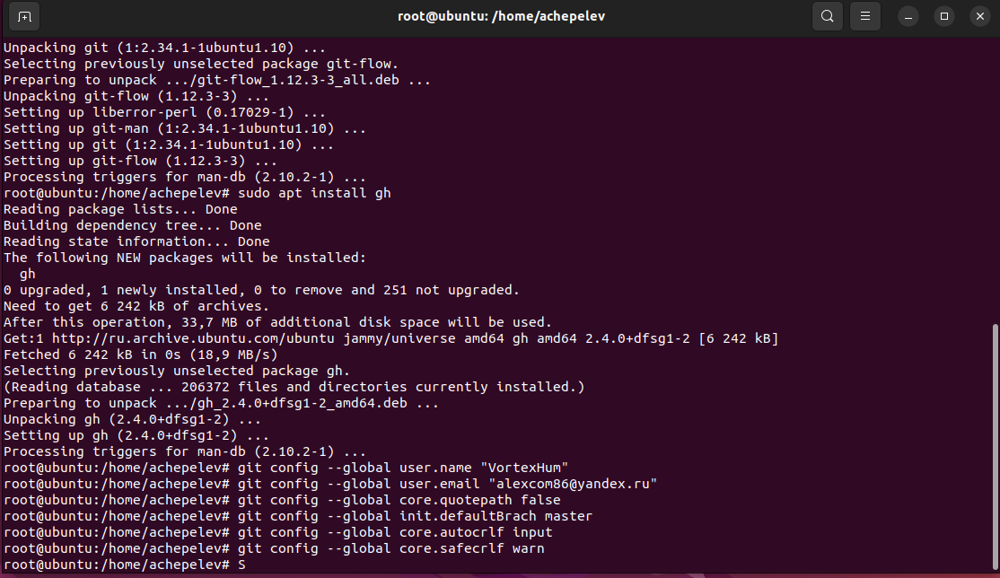 root@ubuntu: /home/achepelev
Unpacking git (1:2.34.1-1ubuntu1.10) ...
Selecting previously unselected package git-flow.
Preparing to unpack .../git-flow_1.12.3-3_all.deb ...
Unpacking git-flow (1.12.3-3) ...
Setting up liberror-perl (0.17029-1) ...
Setting up git-man (1:2.34.1-1ubuntu1.10) ...
Setting up git (1:2.34.1-1ubuntu1.10) ...
Setting up git-flow (1.12.3-3) ...
Processing triggers for man-db (2.10.2-1) ...
root@ubuntu:/home/achepelev# sudo apt install gh
Reading package lists... Done
Building dependency tree... Done
Reading state information... Done
The following NEW packages will be installed:
  gh
0 upgraded, 1 newly installed, 0 to remove and 251 not upgraded.
Need to get 6 242 kB of archives.
After this operation, 33,7 MB of additional disk space will be used.
Get:1 http://ru.archive.ubuntu.com/ubuntu jammy/universe amd64 gh amd64 2.4.0+dfsg1-2 [6 242 kB]
Fetched 6 242 kB in 0s (18,9 MB/s)
Selecting previously unselected package gh.
(Reading database ... 206372 files and directories currently installed.)
Preparing to unpack .../gh_2.4.0+dfsg1-2_amd64.deb ...
Unpacking gh (2.4.0+dfsg1-2) ...
Setting up gh (2.4.0+dfsg1-2) ...
Processing triggers for man-db (2.10.2-1) ...
root@ubuntu:/home/achepelev# git config --global user.name "VortexHum"
root@ubuntu:/home/achepelev# git config --global user.email "alexcom86@yandex.ru"
root@ubuntu:/home/achepelev# git config --global core.quotepath false
root@ubuntu:/home/achepelev# git config --global init.defaultBrach master
root@ubuntu:/home/achepelev# git config --global core.autocrlf input
root@ubuntu:/home/achepelev# git config --global core.safecrlf warn
root@ubuntu:/home/achepelev# S